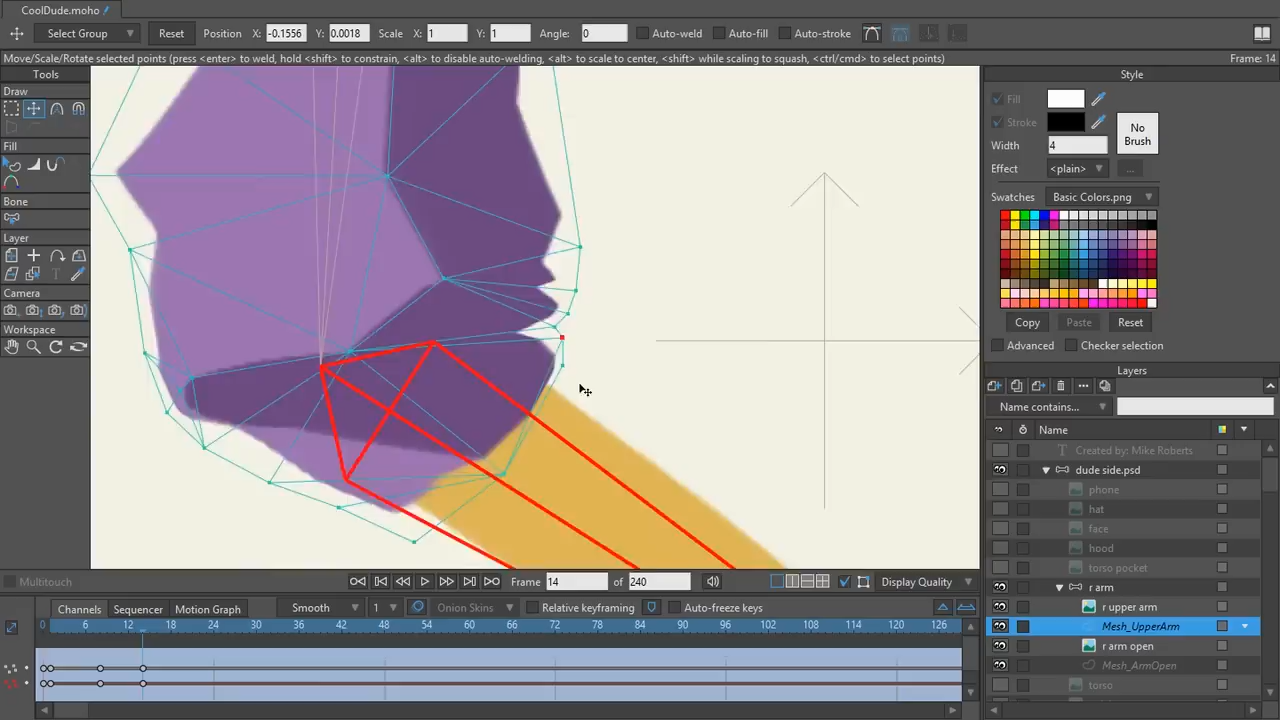 CoolDude.moho
Select Group Reset Position X: -0.1556 Y: 0.0018 Scale X: 1 Y: 1 Angle: 0 Auto-weld Auto-fill Auto-stroke
Move/Scale/Rotate selected points (press <enter> to weld, hold <shift> to constrain, <alt> to disable auto-welding, <alt> to scale to center, <shift> while scaling to squash, <ctrl/cmd> to select points) Frame: 14
Tools
Draw
Fill
Bone
Layer
T
Camera
Workspace
Style
Fill
Stroke
No Brush
Width 4
Effect <plain> ...
Swatches Basic Colors.png
Copy Paste Reset
Advanced Checker selection
Layers
Name contains...
Name
T Created by: Mike Roberts
dude side.psd
phone
hat
face
hood
torso pocket
r arm
r upper arm
Mesh_UpperArm
r arm open
Mesh_ArmOpen
torso
Multitouch Frame 14 of 240 Display Quality
Channels Sequencer Motion Graph Smooth 1 Onion Skins Relative keyframing Auto-freeze keys
0 6 12 18 24 30 36 42 48 54 60 66 72 78 84 90 96 102 108 114 120 126